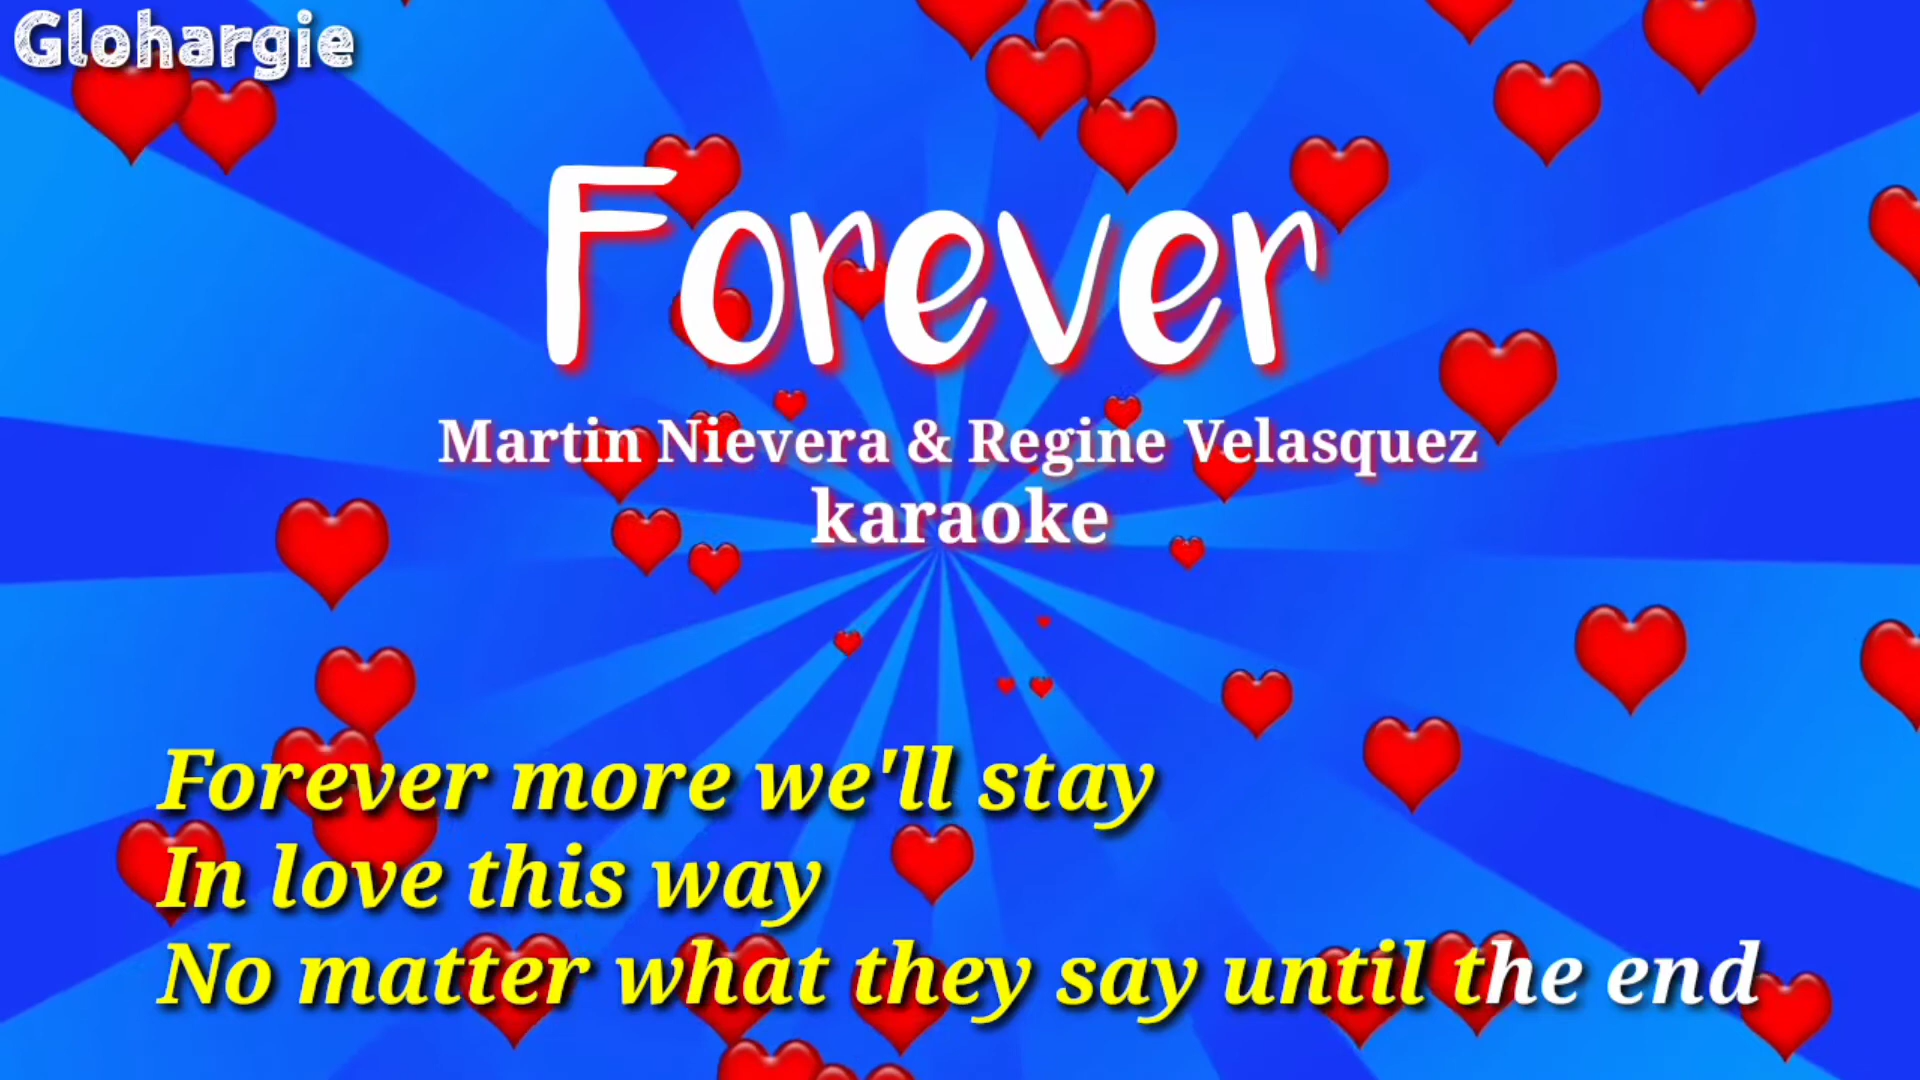 Glohargie
Forever
Martin Nievera & Regine Velasquez
karaoke
Forever more we'll stay
In love this way
No matter what they say until the end